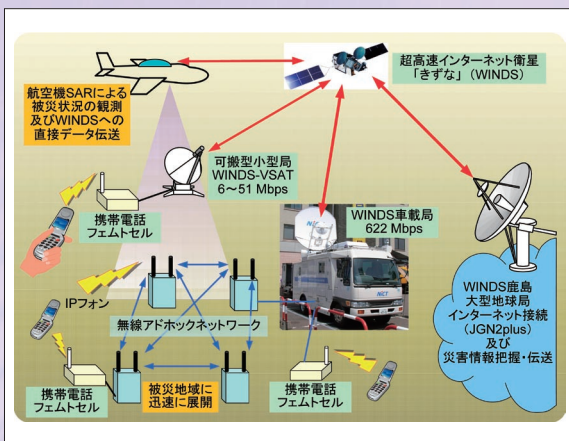 超高速インターネット衛星
「きずな」（WINDS）
航空機SARによる
被災状況の観測
及びWINDSへの
直接データ伝送
可搬型小型局
WINDS-VSAT
6～51 Mbps
携帯電話
フェムトセル
WINDS車載局
622 Mbps
NiCT
NiCT
WINDS鹿島
大型地球局
インターネット接続
（JGN2plus）
及び
災害情報把握・伝送
IPフォン
無線アドホックネットワーク
携帯電話
フェムトセル
被災地域に
迅速に展開
携帯電話
フェムトセル